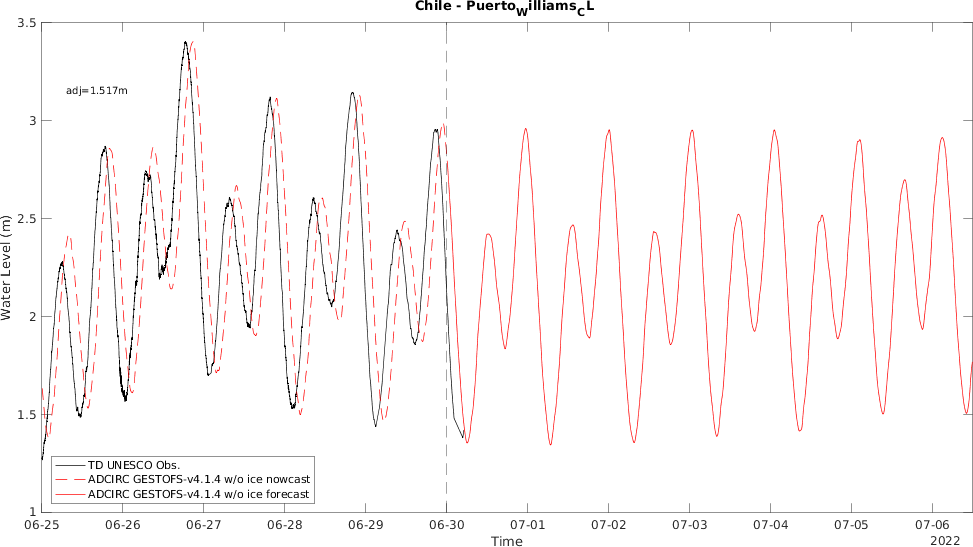 Chile - Puerto_Williams_CL
3.5
3
2.5
2
1.5
1
Water Level (m)
adj=1.517m
TD UNESCO Obs.
ADCIRC GESTOFS-v4.1.4 w/o ice nowcast
ADCIRC GESTOFS-v4.1.4 w/o ice forecast
06-25 06-26 06-27 06-28 06-29 06-30 07-01 07-02 07-03 07-04 07-05 07-06
Time
2022